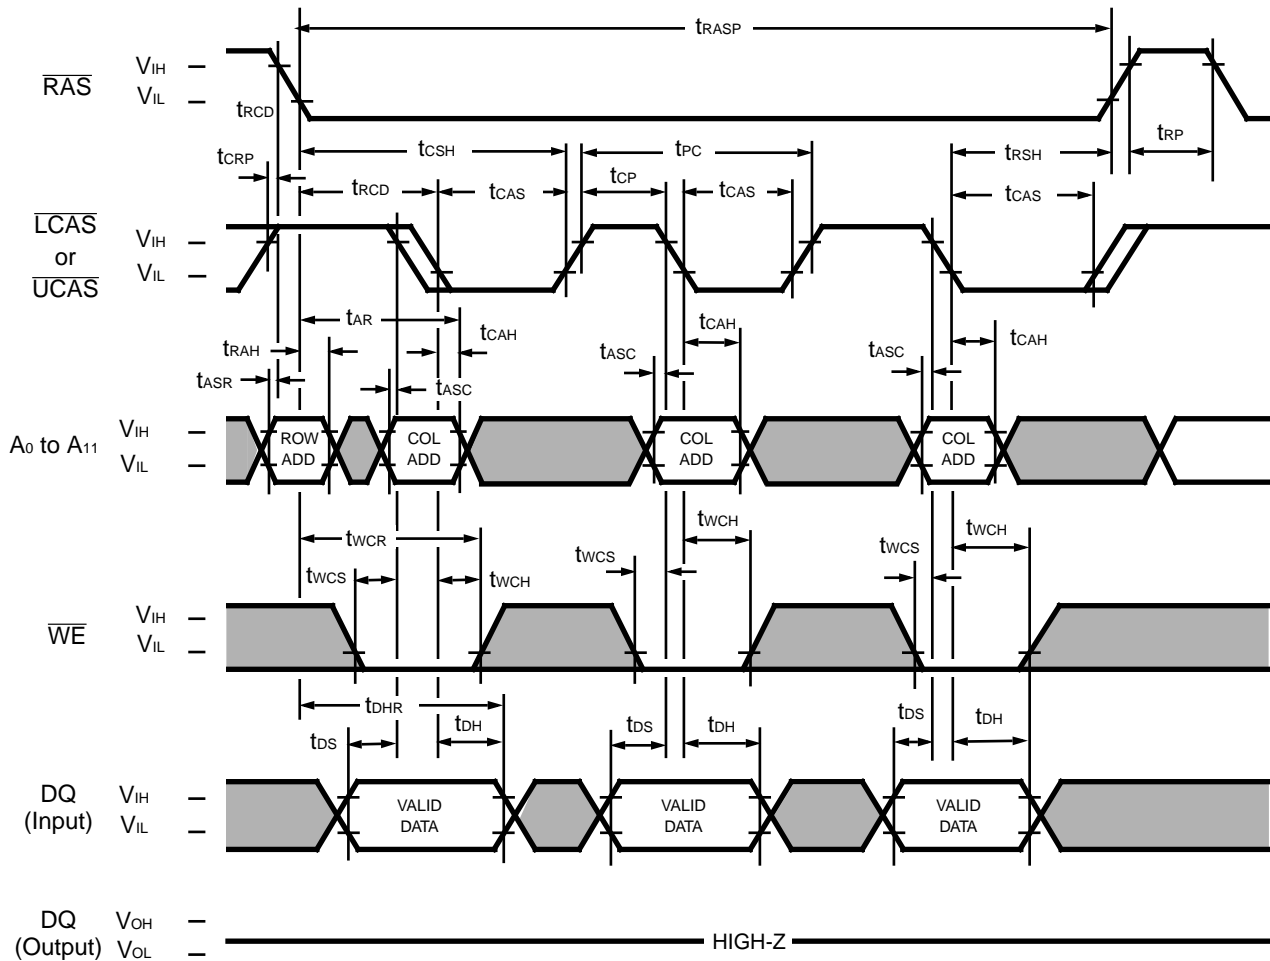 tRASP
RAS
VIH
VIL
tRCD
tRP
tCRP
tCSH
tPC
tRSH
tRCD
tCAS
tCP
tCAS
tCAS
LCAS
or
UCAS
VIH
VIL
tAR
tRAH
tCAH
tCAH
tCAH
tASR
tASC
tASC
tASC
A0 to A11
VIH
VIL
ROW
ADD
COL
ADD
COL
ADD
COL
ADD
tWCR
tWCH
tWCH
tWCS
tWCH
tWCS
tWCS
WE
VIH
VIL
tDHR
tDS
tDH
tDS
tDH
tDS
tDH
DQ
(Input)
VIH
VIL
VALID
DATA
VALID
DATA
VALID
DATA
DQ
(Output)
VOH
VOL
HIGH-Z